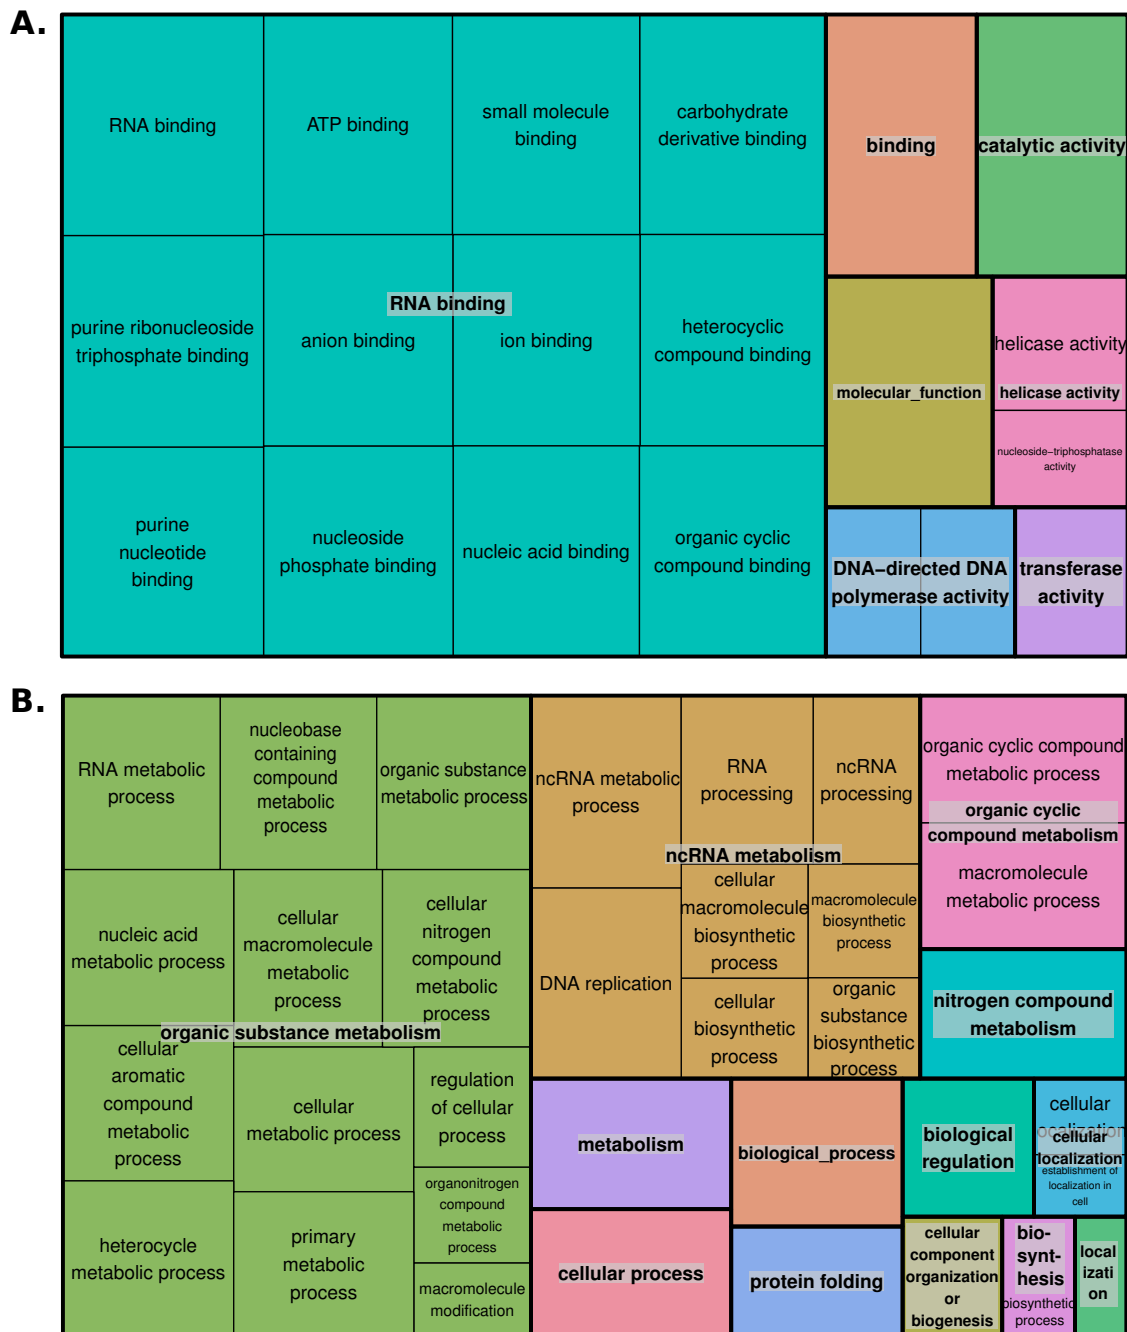 A.
RNA binding
ATP binding
small molecule
binding
carbohydrate
derivative binding
purine ribonucleoside
triphosphate binding
anion binding
ion binding
heterocyclic
compound binding
RNA binding
purine
nucleotide
binding
nucleoside
phosphate binding
nucleic acid binding
organic cyclic
compound binding
binding
catalytic activity
molecular_function
helicase activity
helicase activity
nucleoside−triphosphatase
activity
DNA−directed DNA
polymerase activity
transferase
activity
B.
RNA metabolic
process
nucleobase
containing
compound
metabolic
process
organic substance
metabolic process
nucleic acid
metabolic process
cellular
macromolecule
metabolic
process
cellular
nitrogen
compound
metabolic
process
organic substance metabolism
cellular
aromatic
compound
metabolic
process
cellular
metabolic process
regulation
of cellular
process
organonitrogen
compound
metabolic
process
heterocycle
metabolic process
primary
metabolic
process
macromolecule
modification
ncRNA metabolic
process
RNA
processing
ncRNA
processing
ncRNA metabolism
DNA replication
cellular
macromolecule
biosynthetic
process
macromolecule
biosynthetic
process
cellular
biosynthetic
process
organic
substance
biosynthetic
process
organic cyclic compound
metabolic process
organic cyclic
compound metabolism
macromolecule
metabolic process
nitrogen compound
metabolism
metabolism
biological_process
biological
regulation
cellular
localization
cellular
localization
establishment of
localization in
cell
cellular process
protein folding
cellular
component
organization
or
biogenesis
bio-
synt-
hesis
biosynthetic
process
local
izati
on